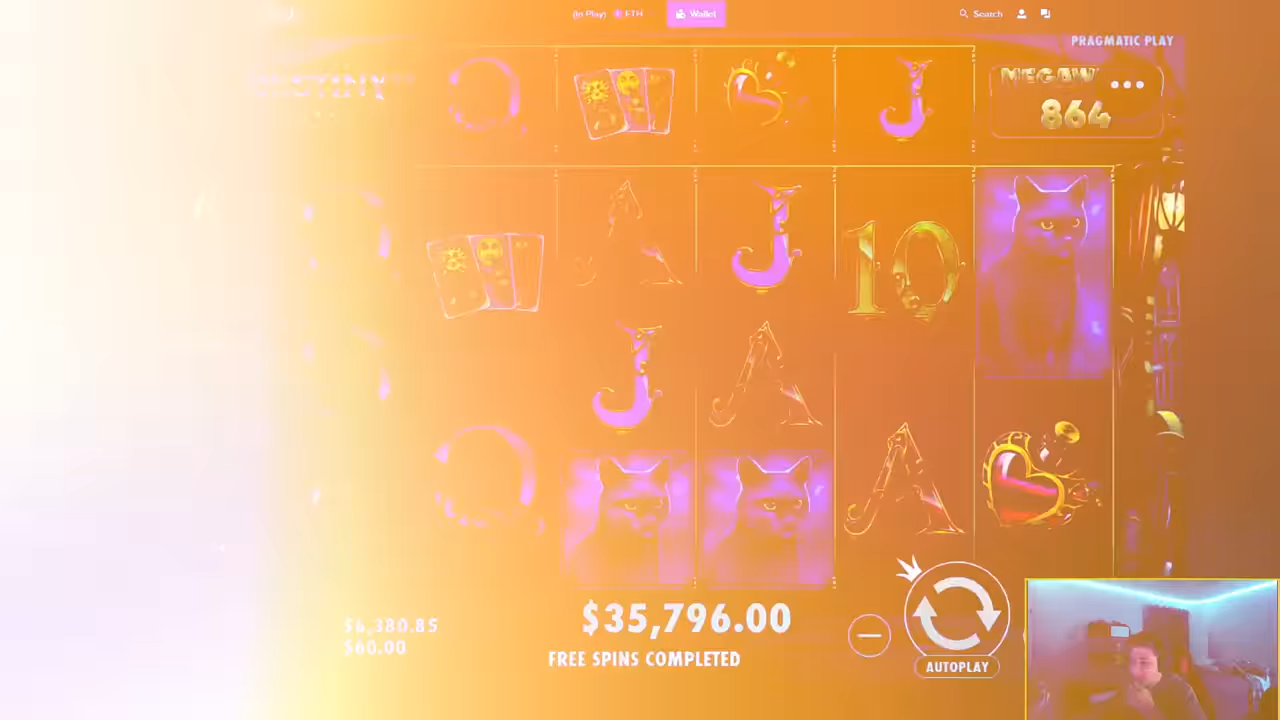 (In Play) ETH
Wallet
Search
PRAGMATIC PLAY
864
J
A
J
10
J
A
A
$6,380.85
$60.00
$35,796.00
FREE SPINS COMPLETED
AUTOPLAY